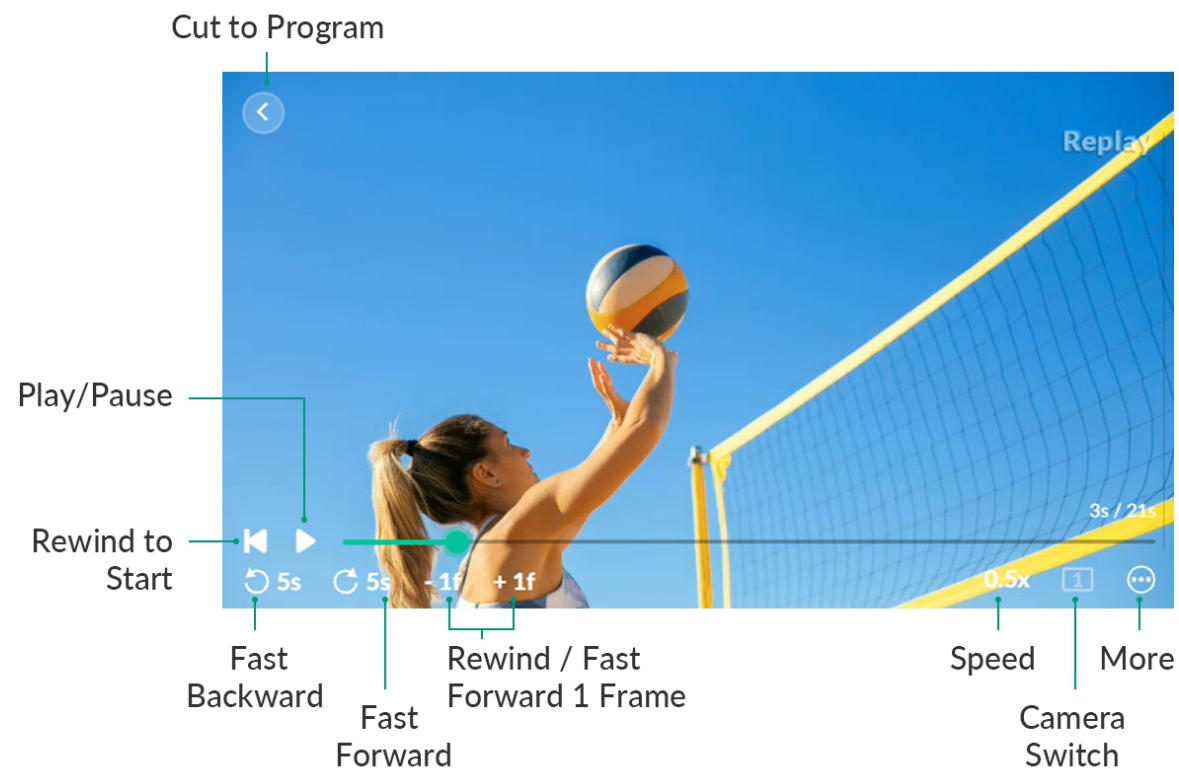 Cut to Program
Replay
Play/Pause
3s / 21s
Rewind to
Start
5s
5s
- 1f
+ 1f
0.5x
1
Fast
Backward
Fast
Forward
Rewind / Fast
Forward 1 Frame
Speed
More
Camera
Switch